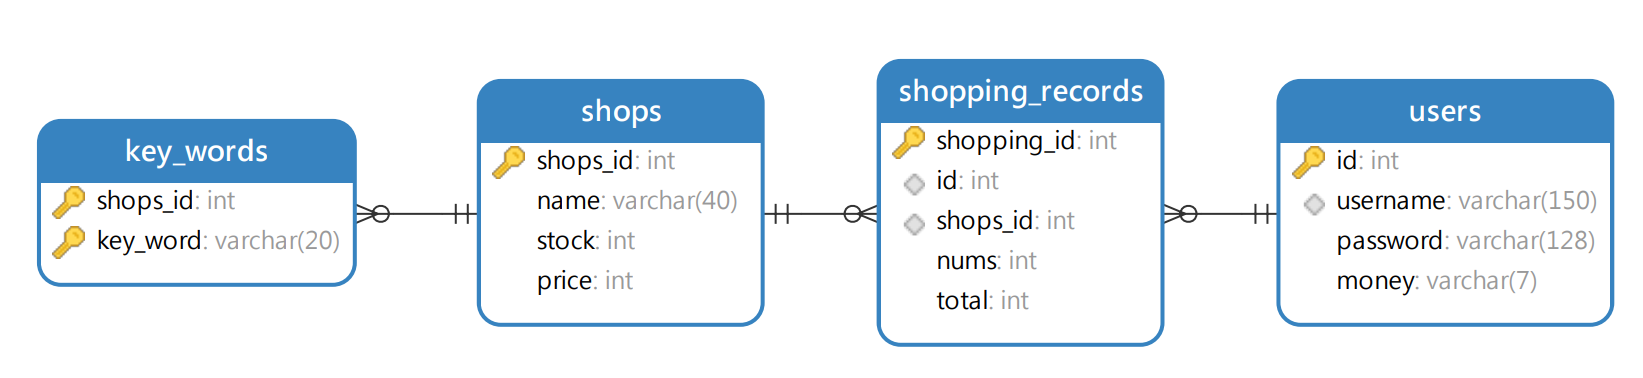 key_words
shops_id: int
key_word: varchar(20)
shops
shops_id: int
name: varchar(40)
stock: int
price: int
shopping_records
shopping_id: int
id: int
shops_id: int
nums: int
total: int
users
id: int
username: varchar(150)
password: varchar(128)
money: varchar(7)